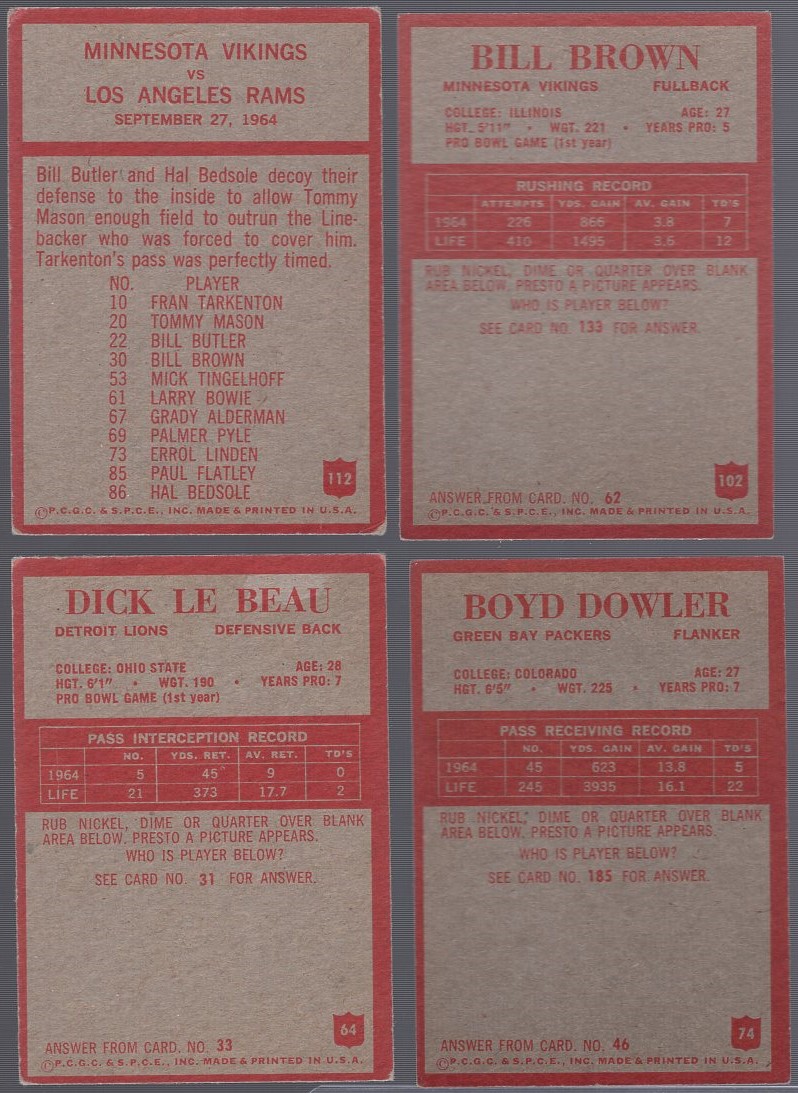 MINNESOTA VIKINGS
VS
LOS ANGELES RAMS
SEPTEMBER 27, 1964
Bill Butler and Hal Bedsole decoy their
defense to the inside to allow Tommy
Mason enough field to outrun the Line-
backer who was forced to cover him.
Tarkenton's pass was perfectly timed.
NO. PLAYER
10 FRAN TARKENTON
20 TOMMY MASON
22 BILL BUTLER
30 BILL BROWN
53 MICK TINGELHOFF
61 LARRY BOWIE
67 GRADY ALDERMAN
69 PALMER PYLE
73 ERROL LINDEN
85 PAUL FLATLEY
86 HAL BEDSOLE
112
©P.C.G.C. & S.P.C.E., INC. MADE & PRINTED IN U.S.A.
BILL BROWN
MINNESOTA VIKINGS FULLBACK
COLLEGE: ILLINOIS AGE: 27
HGT. 5'11" • WGT. 221 • YEARS PRO: 5
PRO BOWL GAME (1st year)
RUSHING RECORD
ATTEMPTS YDS. GAIN AV. GAIN TD'S
1964 226 866 3.8 7
LIFE 410 1495 3.6 12
RUB NICKEL, DIME OR QUARTER OVER BLANK
AREA BELOW. PRESTO A PICTURE APPEARS.
WHO IS PLAYER BELOW?
SEE CARD NO. 133 FOR ANSWER.
102
ANSWER FROM CARD. NO. 62
©P.C.G.C. & S.P.C.E., INC. MADE & PRINTED IN U.S.A.
DICK LE BEAU
DETROIT LIONS DEFENSIVE BACK
COLLEGE: OHIO STATE AGE: 28
HGT. 6'1" • WGT. 190 • YEARS PRO: 7
PRO BOWL GAME (1st year)
PASS INTERCEPTION RECORD
NO. YDS. RET. AV. RET. TD'S
1964 5 45 9 0
LIFE 21 373 17.7 2
RUB NICKEL, DIME OR QUARTER OVER BLANK
AREA BELOW. PRESTO A PICTURE APPEARS.
WHO IS PLAYER BELOW?
SEE CARD NO. 31 FOR ANSWER.
64
ANSWER FROM CARD. NO. 33
©P.C.G.C. & S.P.C.E., INC. MADE & PRINTED IN U.S.A.
BOYD DOWLER
GREEN BAY PACKERS FLANKER
COLLEGE: COLORADO AGE: 27
HGT. 6'5" • WGT. 225 • YEARS PRO: 7
PASS RECEIVING RECORD
NO. YDS. GAIN AV. GAIN TD'S
1964 45 623 13.8 5
LIFE 245 3935 16.1 22
RUB NICKEL, DIME OR QUARTER OVER BLANK
AREA BELOW. PRESTO A PICTURE APPEARS.
WHO IS PLAYER BELOW?
SEE CARD NO. 185 FOR ANSWER.
74
ANSWER FROM CARD. NO. 46
©P.C.G.C. & S.P.C.E., INC. MADE & PRINTED IN U.S.A.